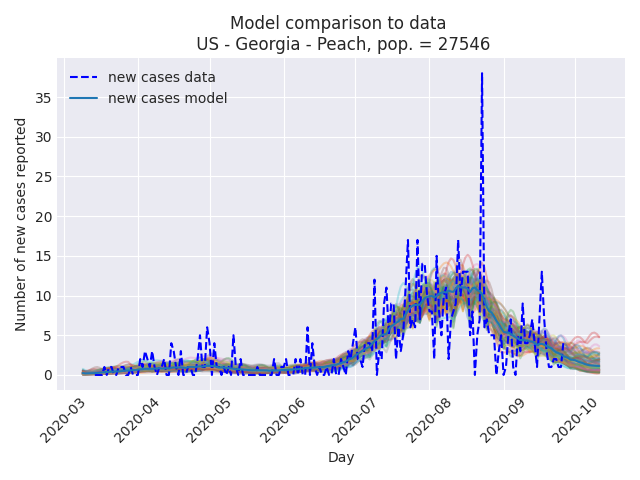 Model comparison to data
US - Georgia - Peach, pop. = 27546
new cases data
new cases model
Number of new cases reported
35
30
25
20
15
10
5
0
2020-03
2020-04
2020-05
2020-06
2020-07
2020-08
2020-09
2020-10
Day